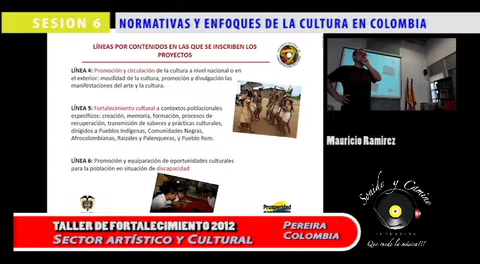 SESION 6 NORMATIVAS Y ENFOQUES DE LA CULTURA EN COLOMBIA
LÍNEAS POR CONTENIDOS EN LAS QUE SE INSCRIBEN LOS
PROYECTOS
LÍNEA 4: Promoción y circulación de la cultura a nivel nacional o en
el exterior: movilidad de la cultura, promoción y divulgación las
manifestaciones del arte y la cultura.
LÍNEA 5: Fortalecimiento cultural a contextos poblacionales
específicos: creación, memoria, formación, procesos de
recuperación, transmisión de saberes y prácticas culturales,
dirigidos a Pueblos Indígenas, Comunidades Negras,
Afrocolombianas, Raizales y Palenqueras, y Pueblo Rom.
LÍNEA 6: Promoción y equiparación de oportunidades culturales
para la población en situación de discapacidad
Prosperidad
Mauricio Ramirez
Sonido y Camino
Que ruede la música!!!
TALLER DE FORTALECIMIENTO 2012
SECTOR ARTÍSTICO Y CULTURAL
PEREIRA
COLOMBIA